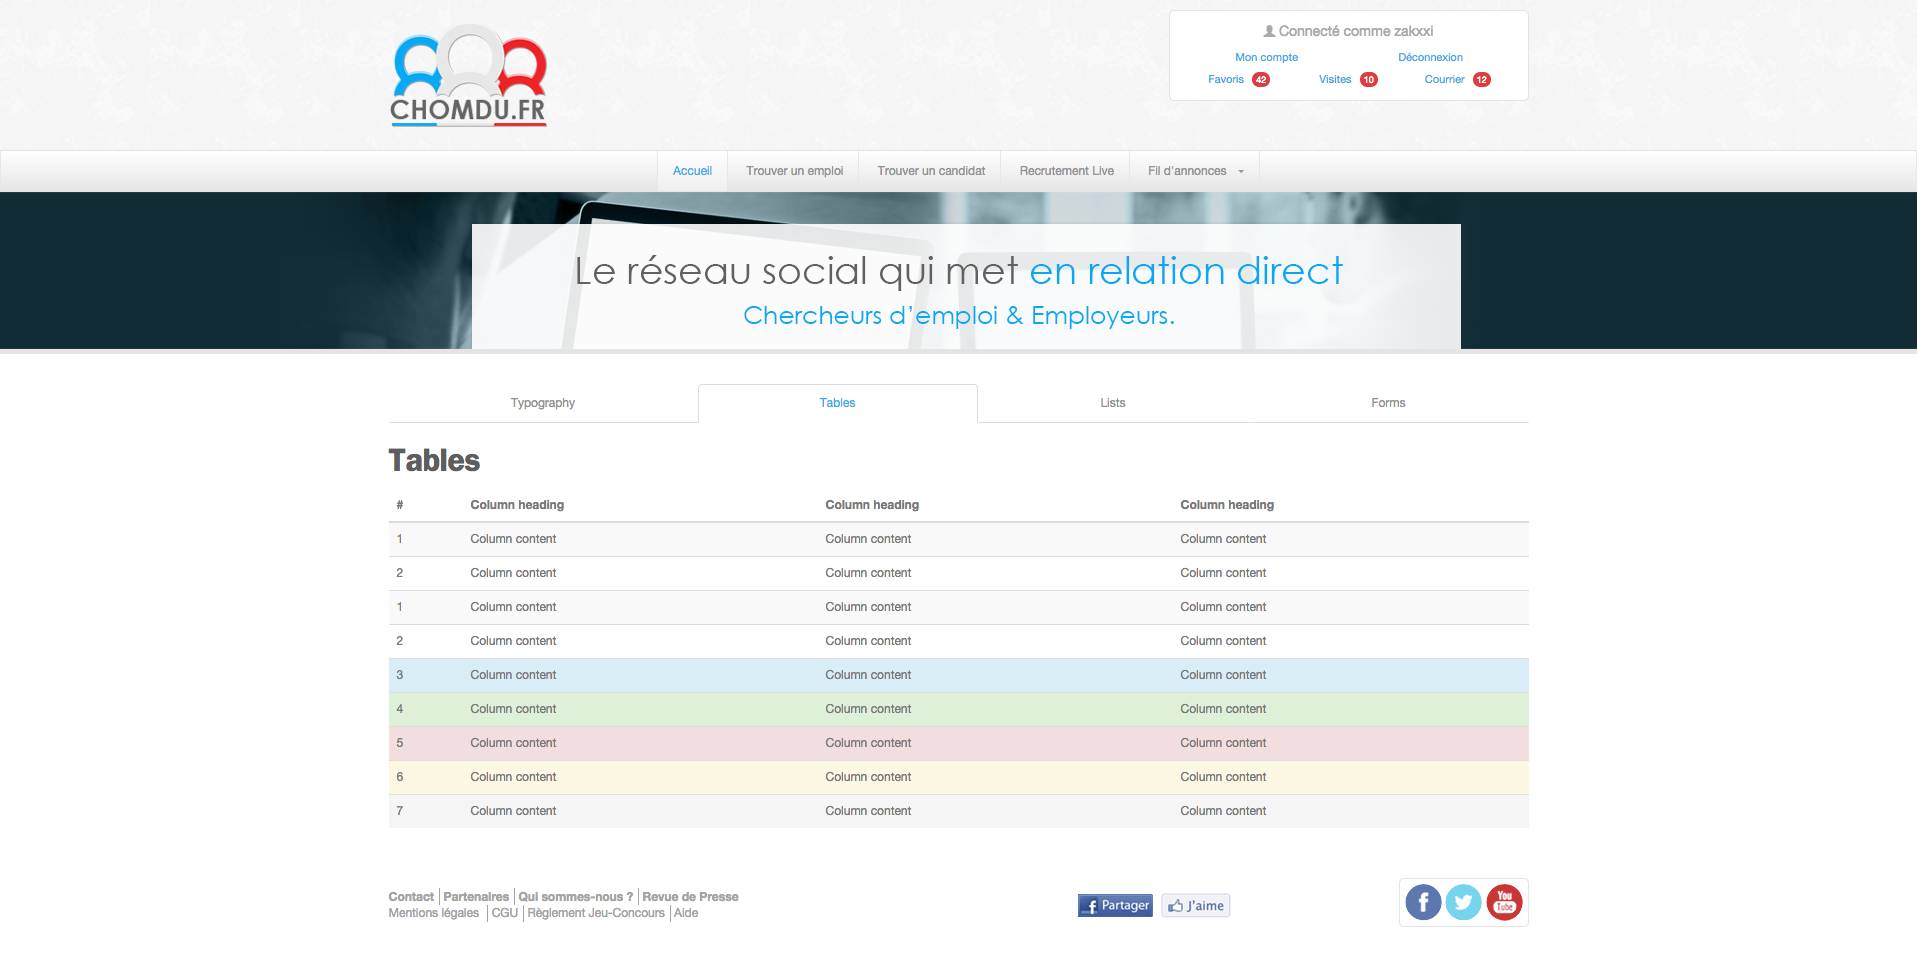 CHOMDU.FR
Connecté comme zakxxi
Mon compte Déconnexion
Favoris 42 Visites 10 Courrier 12
Accueil Trouver un emploi Trouver un candidat Recrutement Live Fil d'annonces
Le réseau social qui met en relation direct
Chercheurs d'emploi & Employeurs.
Typography Tables Lists Forms
Tables
# Column heading Column heading Column heading
1 Column content Column content Column content
2 Column content Column content Column content
1 Column content Column content Column content
2 Column content Column content Column content
3 Column content Column content Column content
4 Column content Column content Column content
5 Column content Column content Column content
6 Column content Column content Column content
7 Column content Column content Column content
Contact Partenaires Qui sommes-nous ? Revue de Presse
Mentions légales CGU Règlement Jeu-Concours Aide
f Partager J'aime
f You Tube